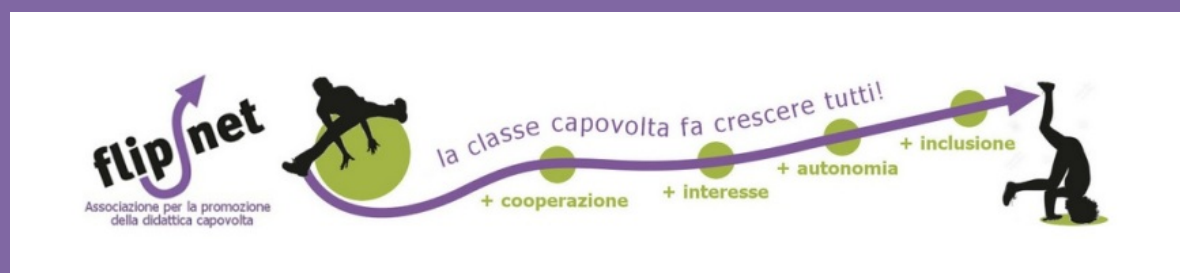 flipnet
Associazione per la promozione
della didattica capovolta
la classe capovolta fa crescere tutti!
+ cooperazione
+ interesse
+ autonomia
+ inclusione